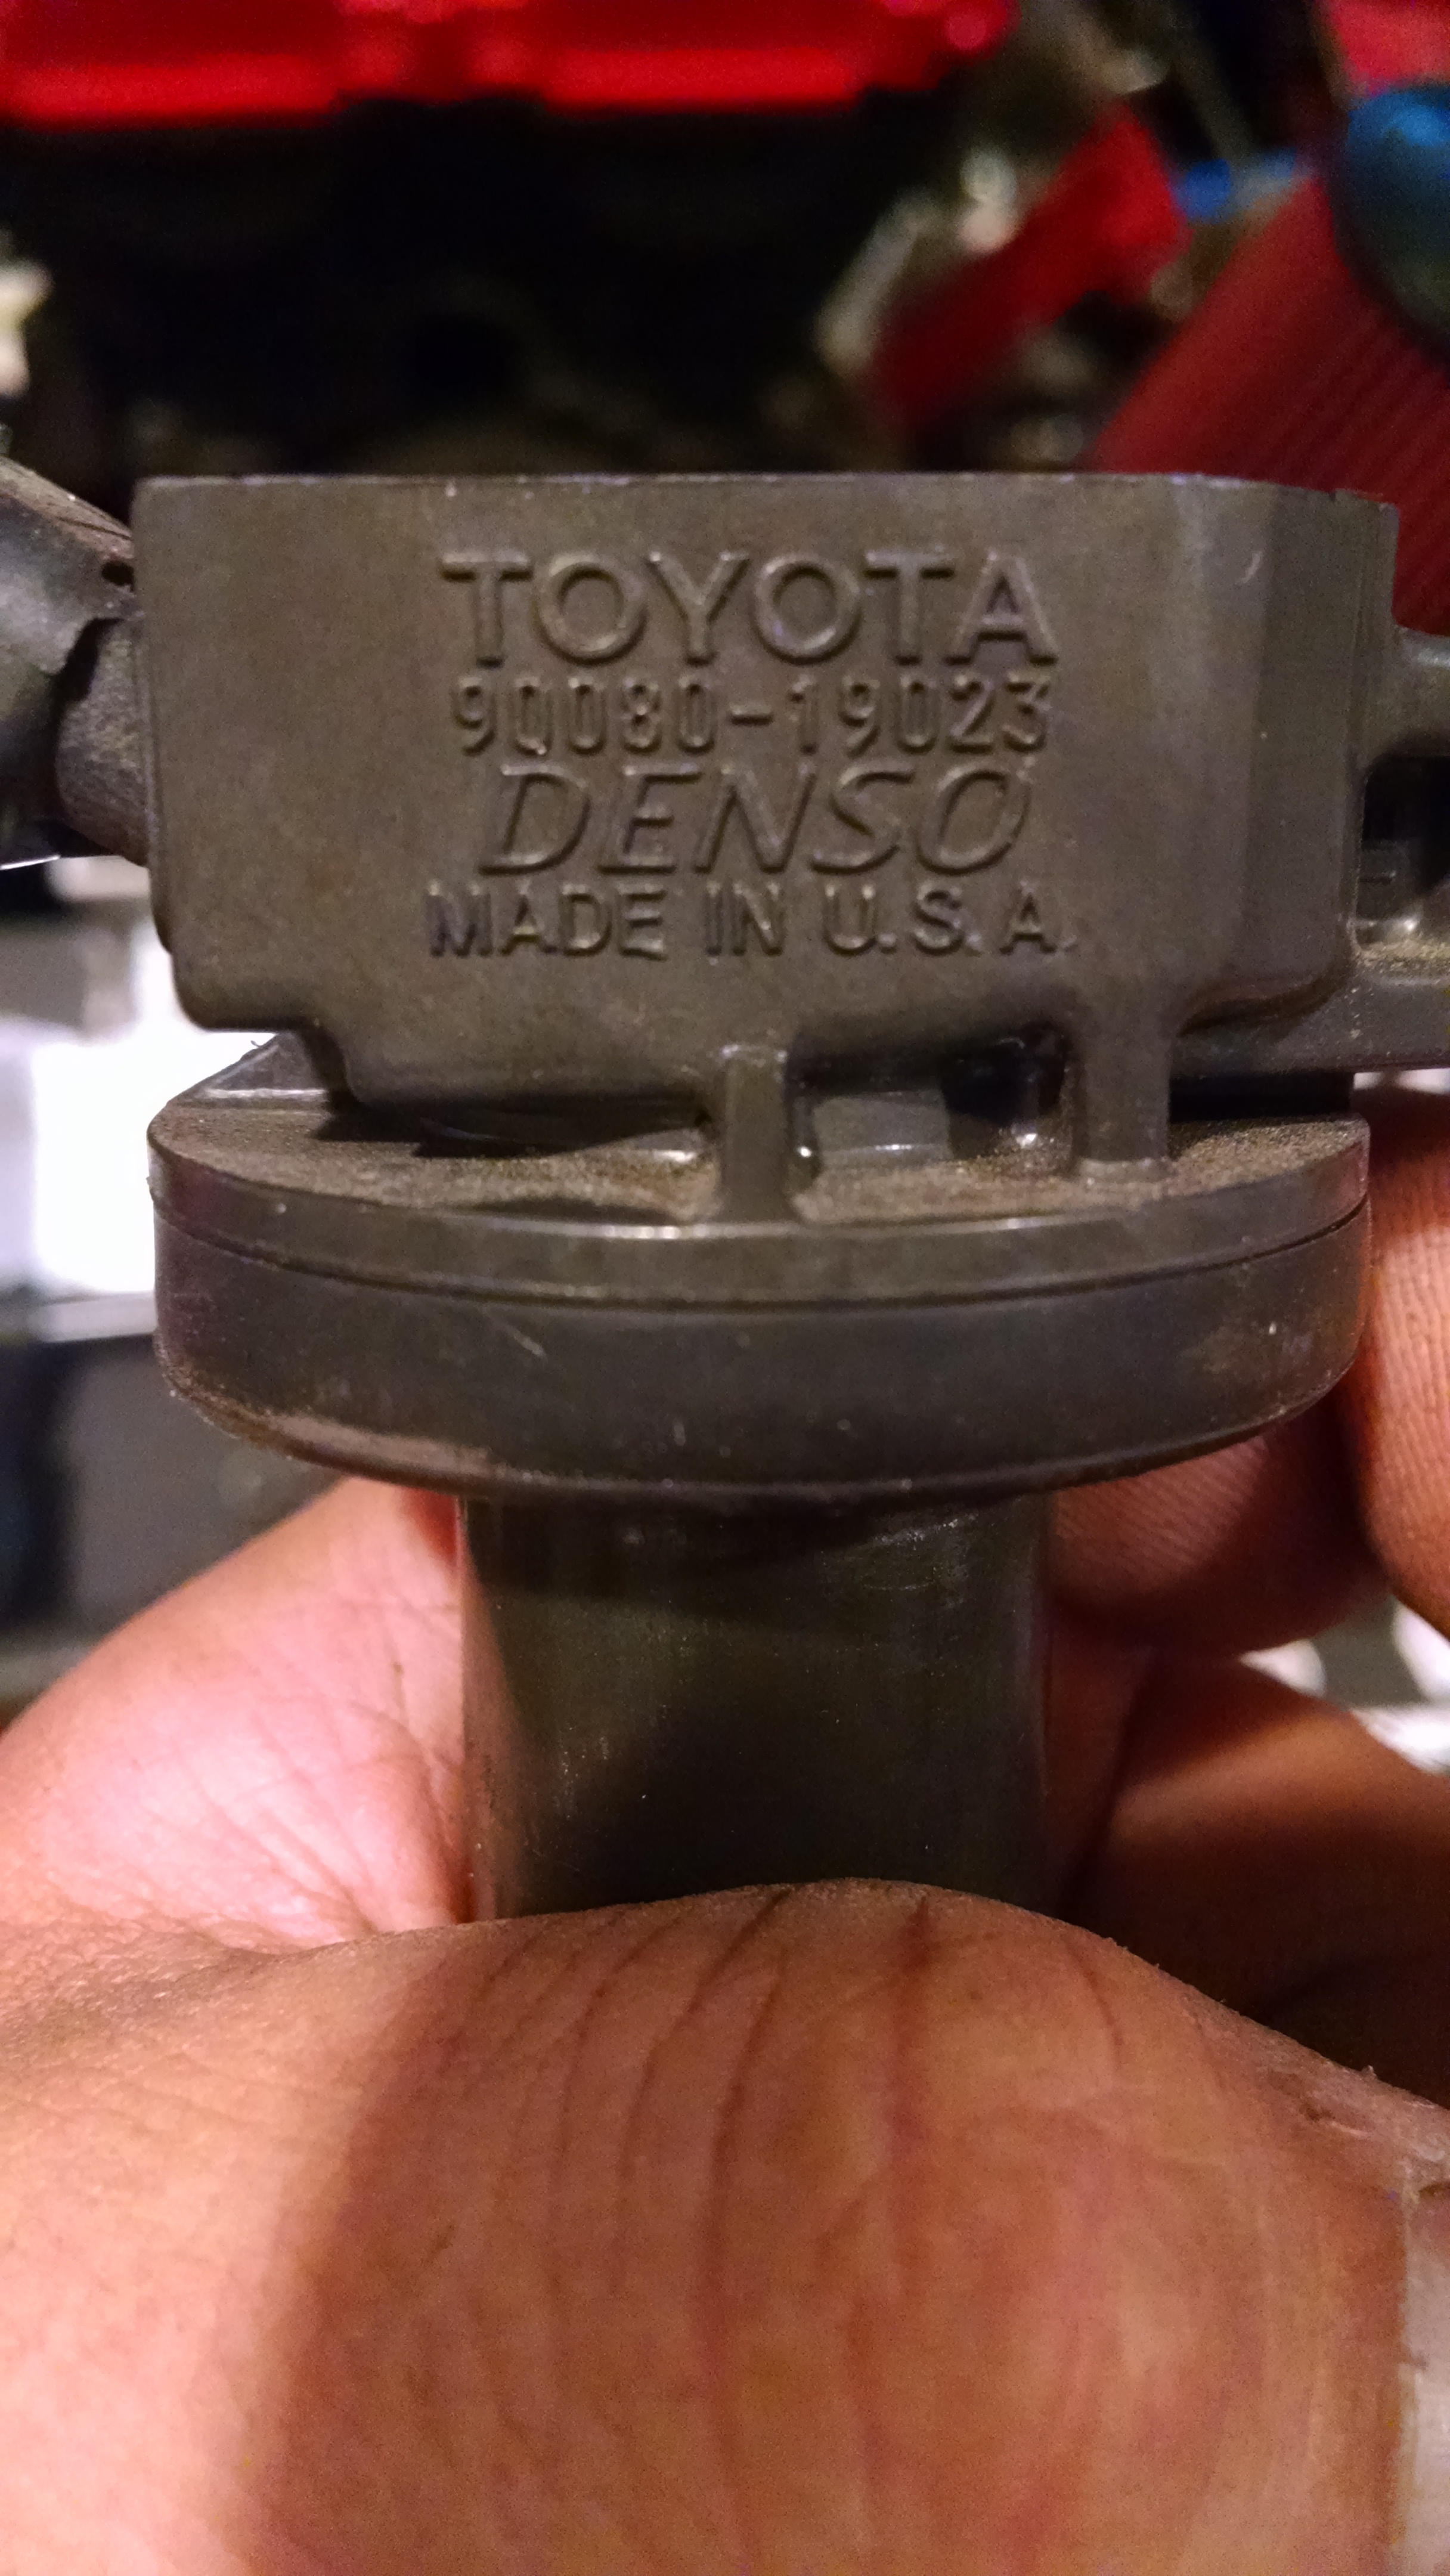 TOYOTA
90080-19023
DENSO
MADE IN U.S.A.